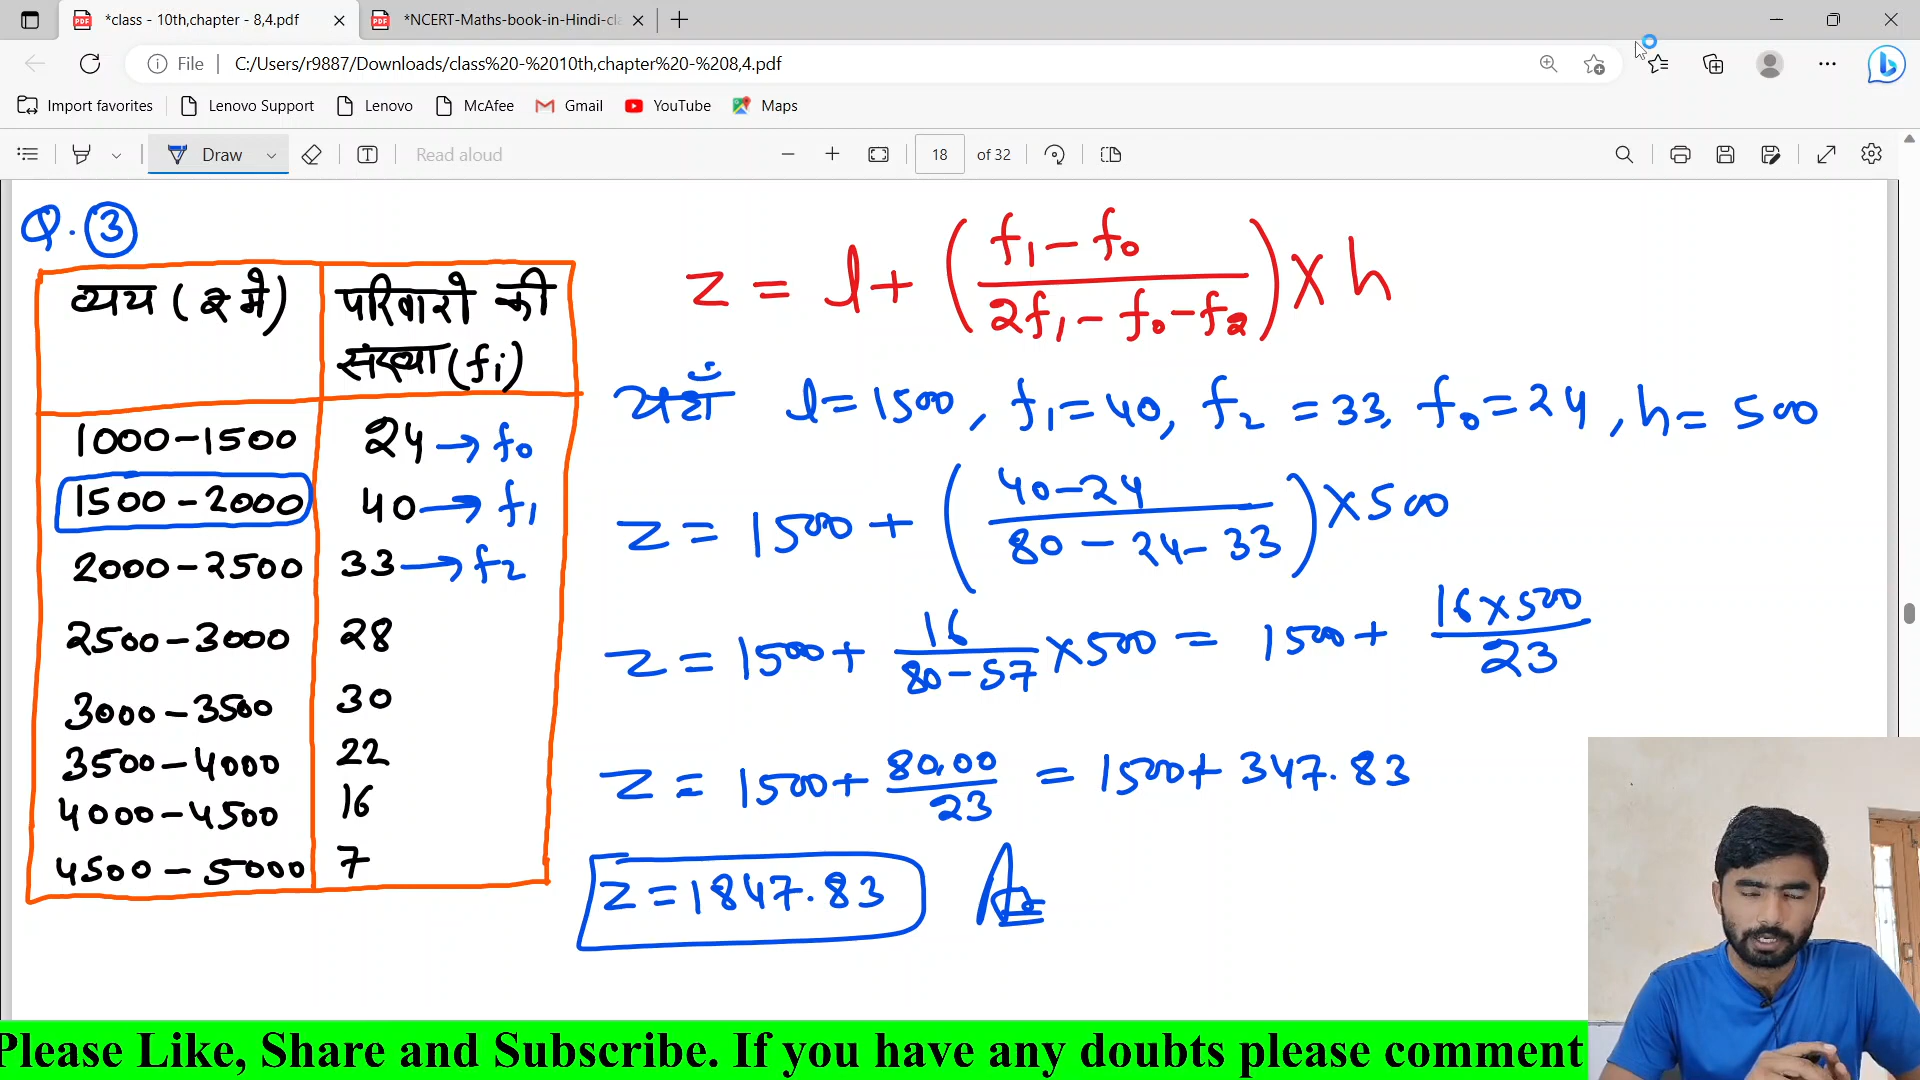 *class - 10th,chapter - 8,4.pdf
*NCERT-Maths-book-in-Hindi-cla
File
C:/Users/r9887/Downloads/class%20-%2010th,chapter%20-%208,4.pdf
Import favorites
Lenovo Support
Lenovo
McAfee
Gmail
YouTube
Maps
Draw
Read aloud
18 of 32
Q. 3
व्यय (₹ में)
परिवारों की
संख्या (fi)
1000-1500 24 → f0
1500-2000 40 → f1
2000-2500 33 → f2
2500-3000 28
3000-3500 30
3500-4000 22
4000-4500 16
4500-5000 7
z = l + ( f1 - f0 / 2f1 - f0 - f2 ) × h
यहाँ l = 1500, f1 = 40, f2 = 33, f0 = 24, h = 500
z = 1500 + ( 40-24 / 80 - 24 - 33 ) × 500
z = 1500 + 16 / 80-57 × 500 = 1500 + 16×500 / 23
z = 1500 + 80.00 / 23 = 1500 + 347.83
z = 1847.83 Ans
Please Like, Share and Subscribe. If you have any doubts please comment